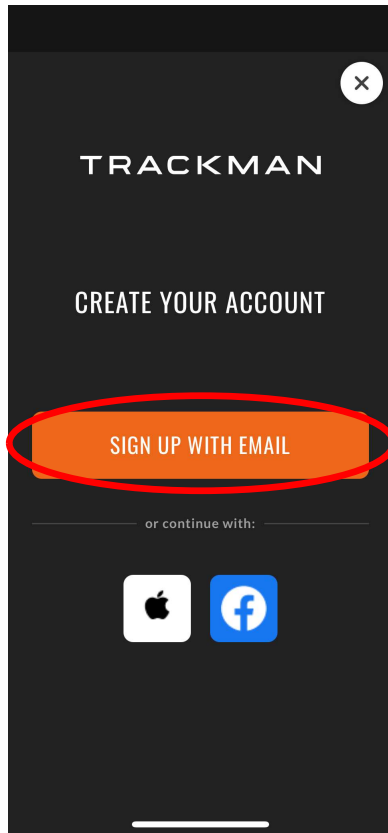 TRACKMAN
CREATE YOUR ACCOUNT
SIGN UP WITH EMAIL
or continue with: